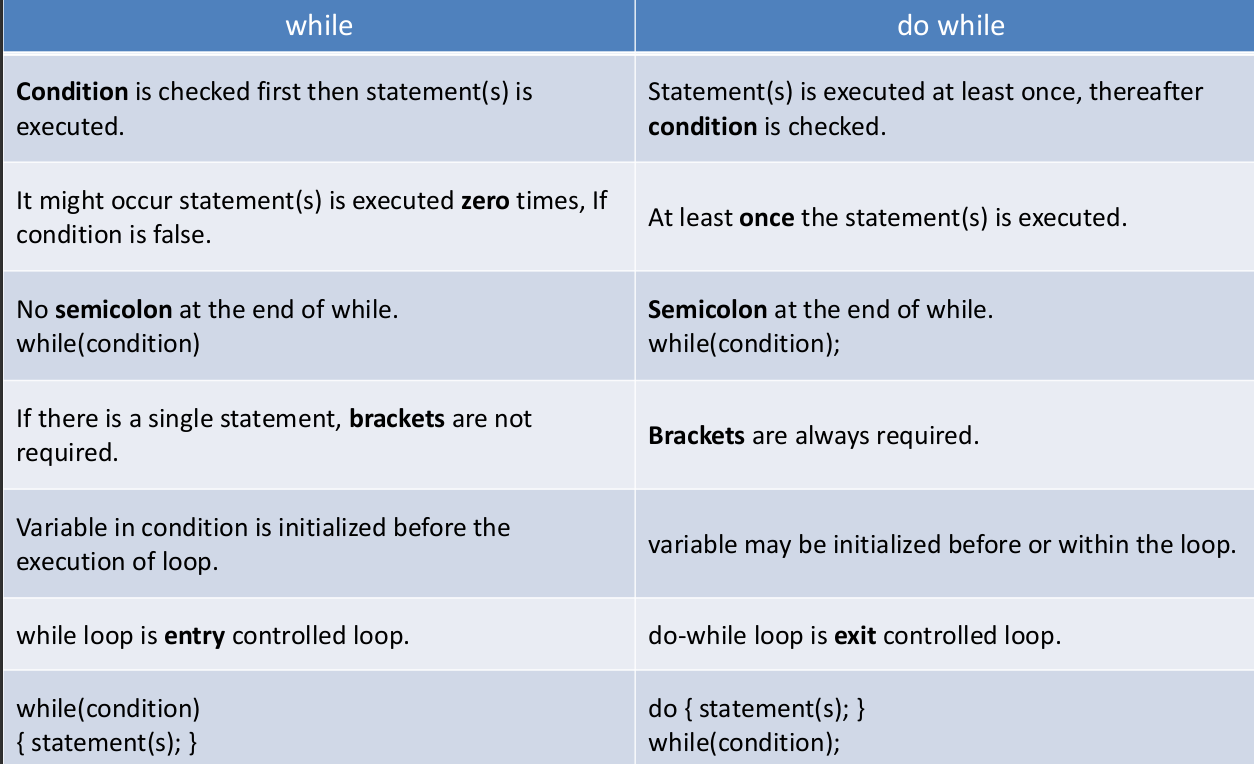 while
do while
Condition is checked first then statement(s) is
executed.
Statement(s) is executed at least once, thereafter
condition is checked.
It might occur statement(s) is executed zero times, If
condition is false.
At least once the statement(s) is executed.
No semicolon at the end of while.
while(condition)
Semicolon at the end of while.
while(condition);
If there is a single statement, brackets are not
required.
Brackets are always required.
Variable in condition is initialized before the
execution of loop.
variable may be initialized before or within the loop.
while loop is entry controlled loop.
do-while loop is exit controlled loop.
while(condition)
{ statement(s); }
do { statement(s); }
while(condition);